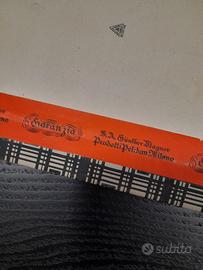 Garanzia
S.A. Günther Wagner
Prodotti Pelikan Milano
subito